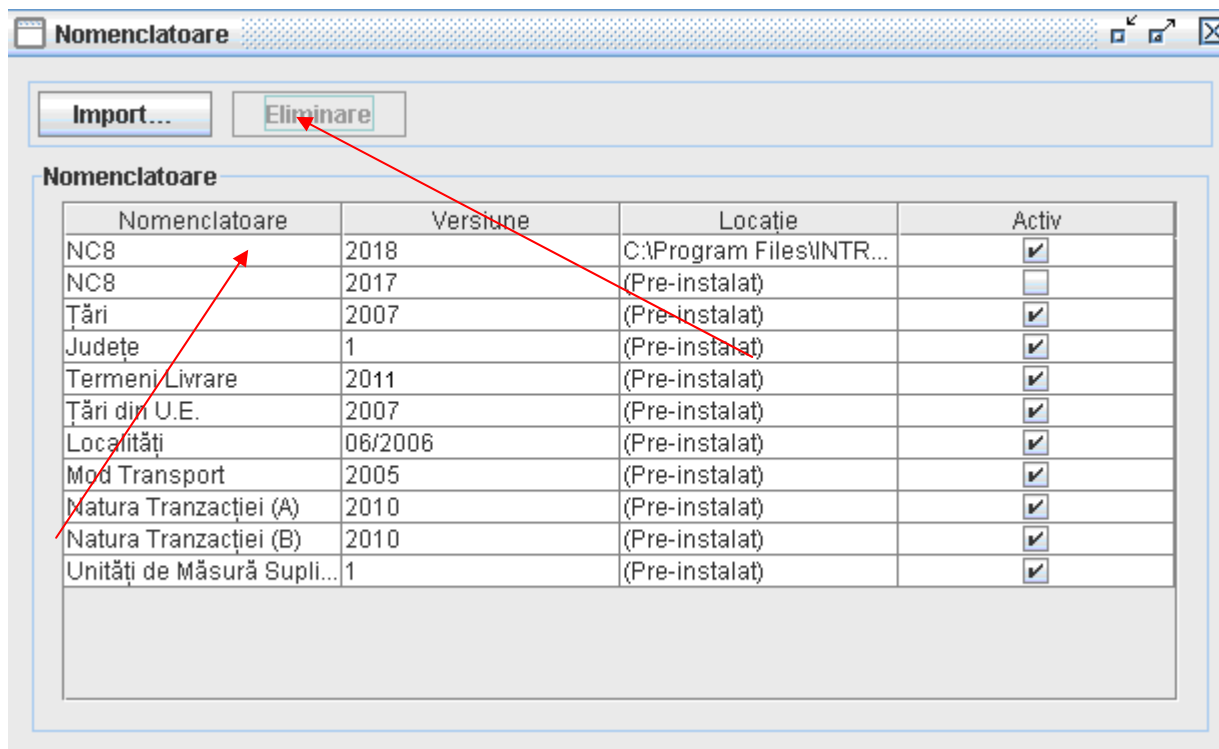 Nomenclatoare
Import... Eliminare
Nomenclatoare
Nomenclatoare Versiune Locație Activ
NC8 2018 C:\Program Files\INTR...
NC8 2017 (Pre-instalat)
Țări 2007 (Pre-instalat)
Județe 1 (Pre-instalat)
Termeni Livrare 2011 (Pre-instalat)
Țări din U.E. 2007 (Pre-instalat)
Localități 06/2006 (Pre-instalat)
Mod Transport 2005 (Pre-instalat)
Natura Tranzacției (A) 2010 (Pre-instalat)
Natura Tranzacției (B) 2010 (Pre-instalat)
Unități de Măsură Supli... 1 (Pre-instalat)